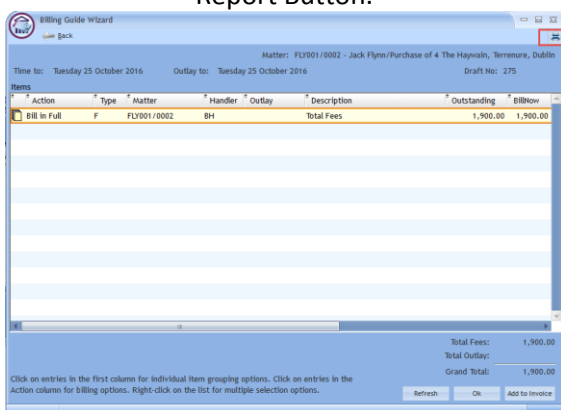 Report Button.
Billing Guide Wizard
Back
Matter: FLY001/0002 - Jack Flynn/Purchase of 4 The Haywain, Terrenure, Dublin
Time to: Tuesday 25 October 2016 Outlay to: Tuesday 25 October 2016 Draft No: 275
Items
Action Type Matter Handler Outlay Description Outstanding BillNow
Bill in Full F FLY001/0002 BH Total Fees 1,900.00 1,900.00
Total Fees: 1,900.00
Total Outlay:
Grand Total: 1,900.00
Click on entries in the first column for individual item grouping options. Click on entries in the
Action column for billing options. Right-click on the list for multiple selection options.
Refresh Ok Add to Invoice